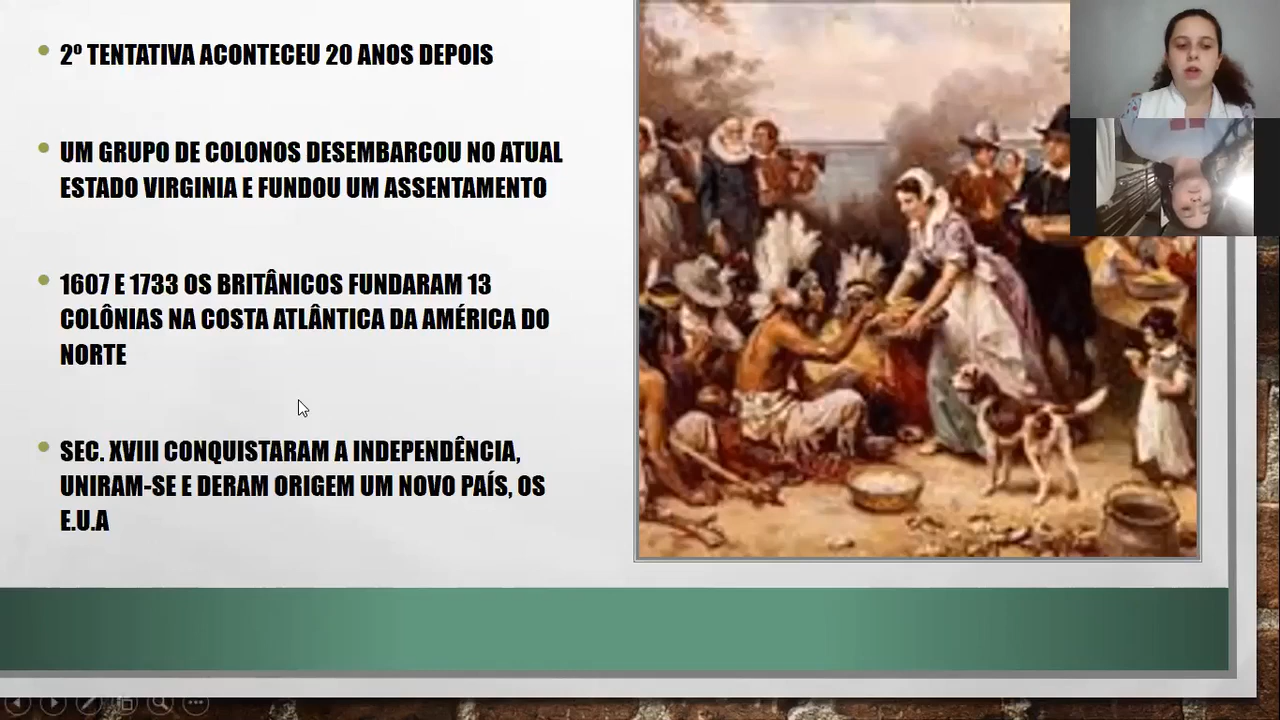 2º TENTATIVA ACONTECEU 20 ANOS DEPOIS
UM GRUPO DE COLONOS DESEMBARCOU NO ATUAL
ESTADO VIRGINIA E FUNDOU UM ASSENTAMENTO
1607 E 1733 OS BRITÂNICOS FUNDARAM 13
COLÔNIAS NA COSTA ATLÂNTICA DA AMÉRICA DO
NORTE
SEC. XVIII CONQUISTARAM A INDEPENDÊNCIA,
UNIRAM-SE E DERAM ORIGEM UM NOVO PAÍS, OS
E.U.A